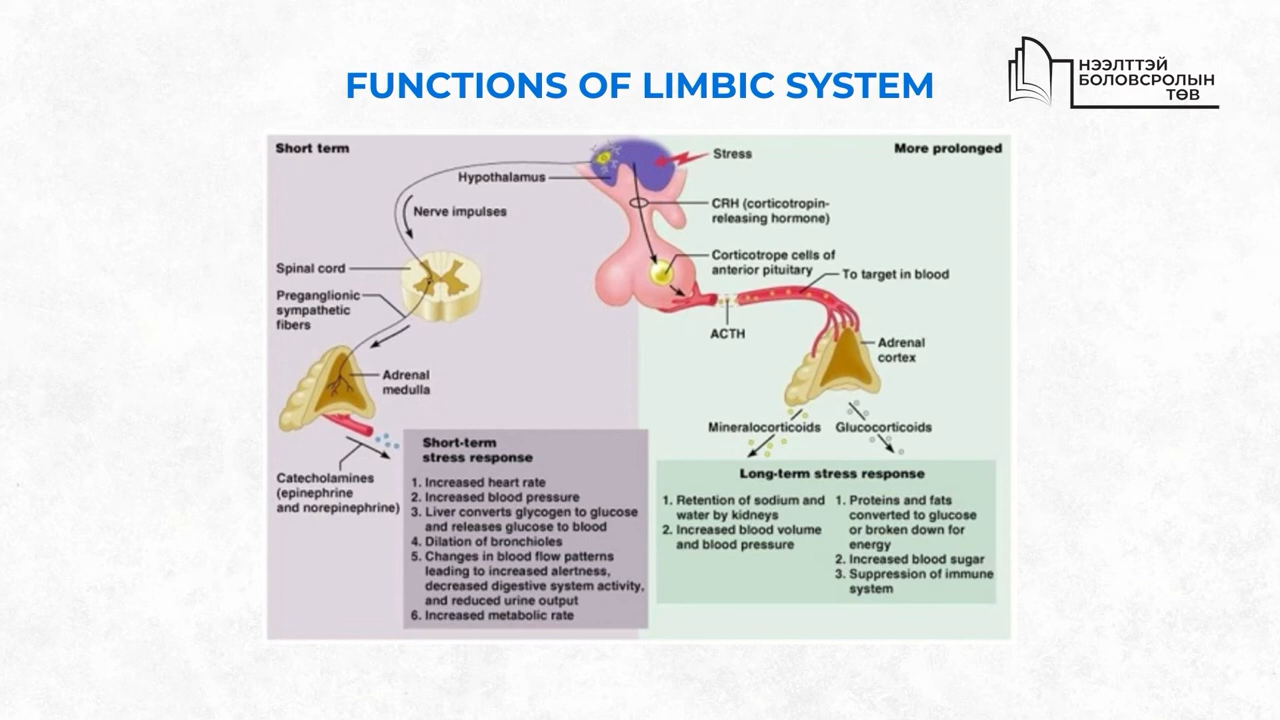 FUNCTIONS OF LIMBIC SYSTEM
НЭЭЛТТЭЙ
БОЛОВСРОЛЫН
ТӨВ
Short term
Hypothalamus
Nerve impulses
Spinal cord
Preganglionic
sympathetic
fibers
Adrenal
medulla
Catecholamines
(epinephrine
and norepinephrine)
Short-term
stress response
1. Increased heart rate
2. Increased blood pressure
3. Liver converts glycogen to glucose
and releases glucose to blood
4. Dilation of bronchioles
5. Changes in blood flow patterns
leading to increased alertness,
decreased digestive system activity,
and reduced urine output
6. Increased metabolic rate
More prolonged
Stress
CRH (corticotropin-
releasing hormone)
Corticotrope cells of
anterior pituitary
To target in blood
ACTH
Adrenal
cortex
Mineralocorticoids
Glucocorticoids
Long-term stress response
1. Retention of sodium and
water by kidneys
2. Increased blood volume
and blood pressure
1. Proteins and fats
converted to glucose
or broken down for
energy
2. Increased blood sugar
3. Suppression of immune
system